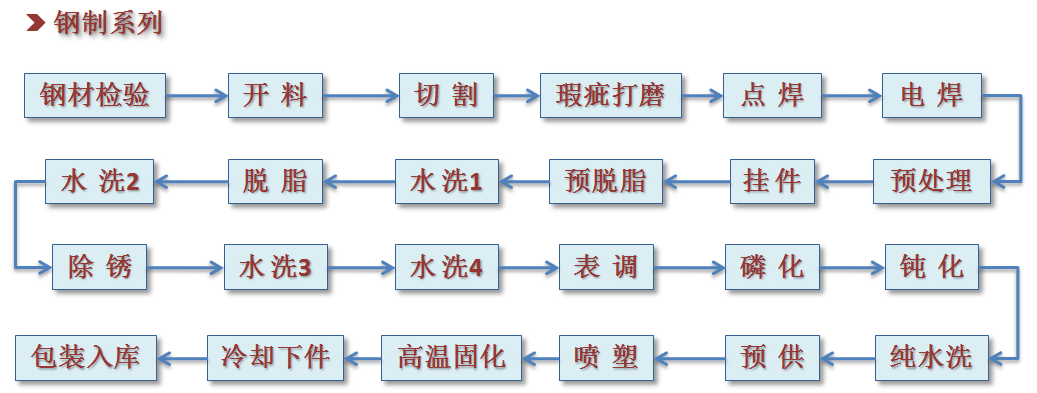 钢制系列
钢材检验 开料 切割 瑕疵打磨 点焊 电焊
水洗2 脱脂 水洗1 预脱脂 挂件 预处理
除锈 水洗3 水洗4 表调 磷化 钝化
包装入库 冷却下件 高温固化 喷塑 预供 纯水洗